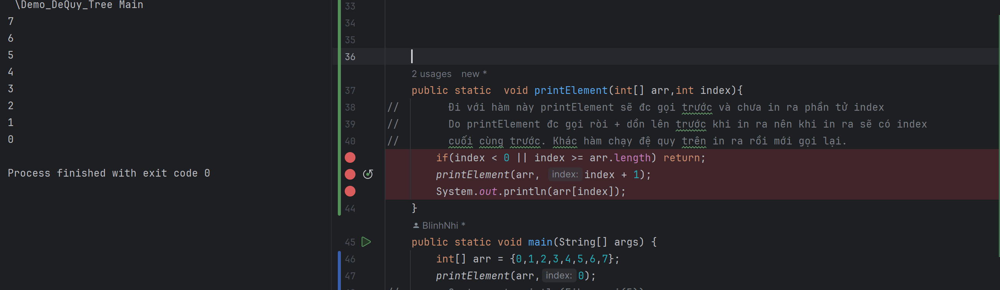 \Demo_DeQuy_Tree Main
7
6
5
4
3
2
1
0
Process finished with exit code 0
33
34
35
36
2 usages new *
37 public static  void printElement(int[] arr,int index){
38 //        Đi với hàm này printElement sẽ đc gọi trước và chưa in ra phần tử index
39 //        Do printElement đc gọi ròi + dồn lên trước khi in ra nên khi in ra sẽ có index
40 //        cuối cùng trước. Khác hàm chạy đệ quy trên in ra rồi mới gọi lại.
if(index < 0 || index >= arr.length) return;
printElement(arr, index: index + 1);
System.out.println(arr[index]);
44 }
BlinhNhi *
45 public static void main(String[] args) {
46 int[] arr = {0,1,2,3,4,5,6,7};
47 printElement(arr, index: 0);